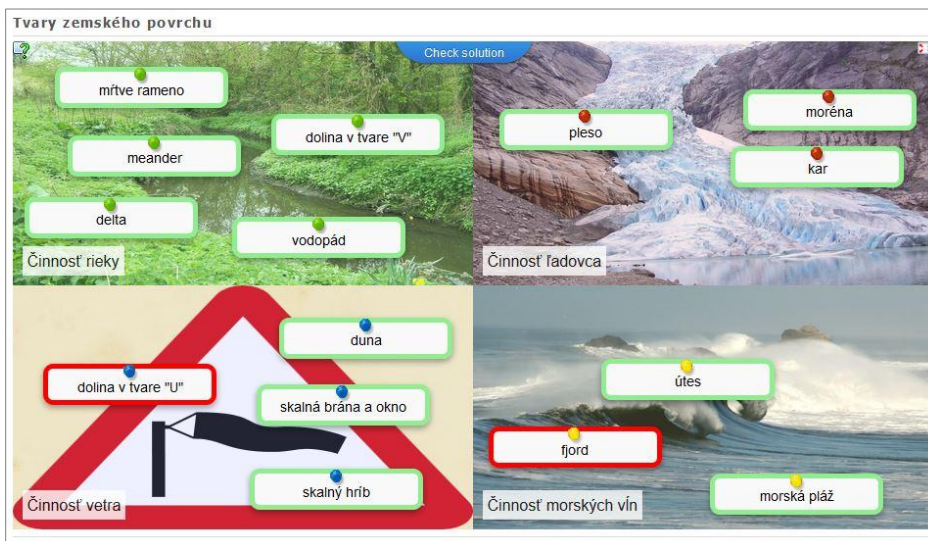 Tvary zemského povrchu
Check solution
mŕtve rameno
dolina v tvare "V"
meander
delta
vodopád
Činnosť rieky
moréna
pleso
kar
Činnosť ľadovca
duna
dolina v tvare "U"
skalná brána a okno
skalný hríb
Činnosť vetra
útes
fjord
morská pláž
Činnosť morských vĺn